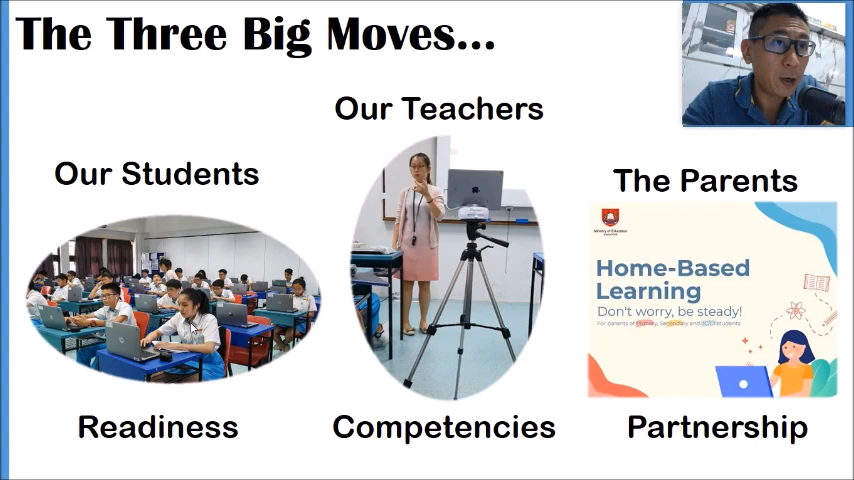 The Three Big Moves...
Our Teachers
Our Students
The Parents
Ministry of Education
Home-Based
Learning
Don't worry, be steady!
For parents of Primary, Secondary and students
Readiness
Competencies
Partnership